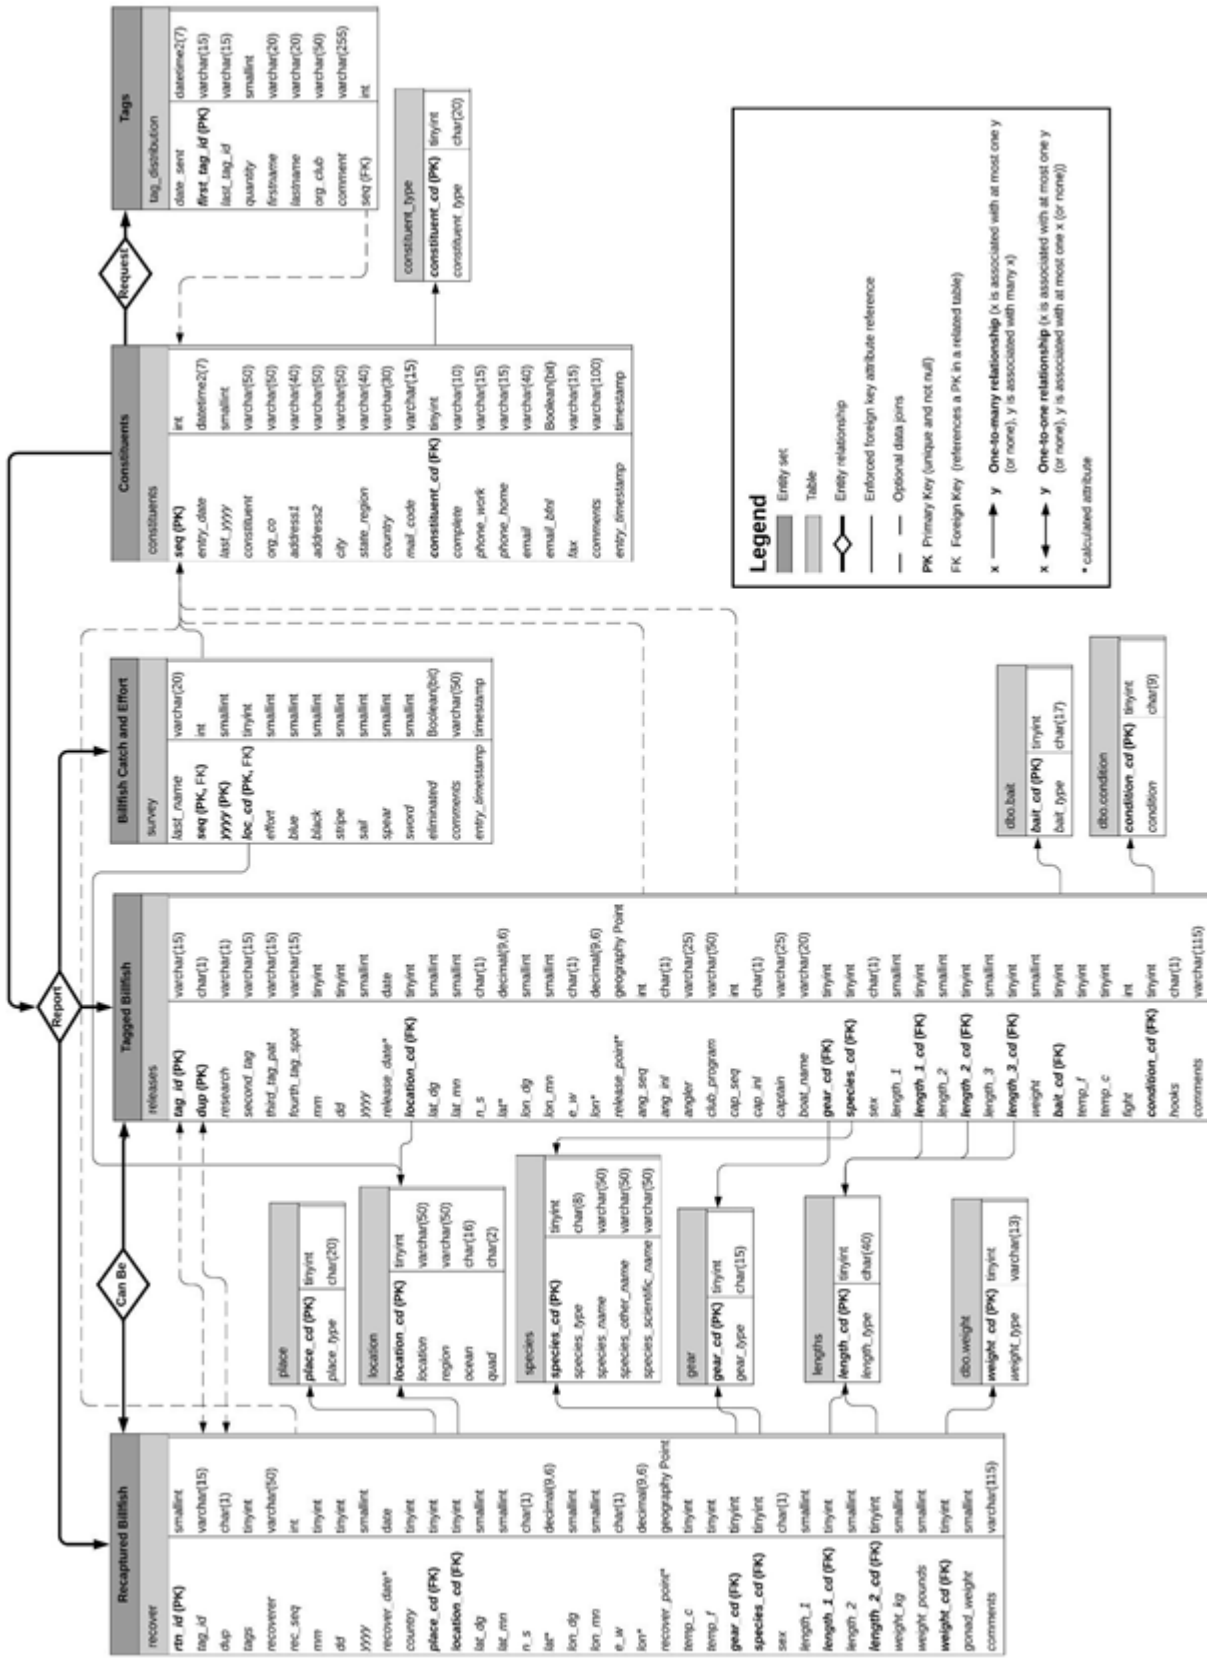 Recaptured Billfish
recover
rtn_id (PK) smallint
tag_id varchar(15)
dup char(1)
tags tinyint
recoverer varchar(50)
rec_seq int
mm tinyint
dd tinyint
yyyy smallint
recover_date* date
country tinyint
place_cd (FK) tinyint
location_cd (FK) tinyint
lat_dg smallint
lat_mn smallint
n_s char(1)
lat* decimal(9,6)
lon_dg smallint
lon_mn smallint
e_w char(1)
lon* decimal(9,6)
recover_point* geography Point
temp_c tinyint
temp_f tinyint
gear_cd (FK) tinyint
species_cd (FK) tinyint
sex char(1)
length_1 smallint
length_1_cd (FK) tinyint
length_2 smallint
length_2_cd (FK) tinyint
weight_kg smallint
weight_pounds smallint
weight_cd (FK) tinyint
gonad_weight smallint
comments varchar(115)
Can Be
place
place_cd (PK) tinyint
place_type char(20)
location
location_cd (PK) tinyint
location varchar(50)
region varchar(50)
ocean char(16)
quad char(2)
species
species_cd (PK) tinyint
species_type char(8)
species_name varchar(50)
species_other_name varchar(50)
species_scientific_name varchar(50)
gear
gear_cd (PK) tinyint
gear_type char(15)
lengths
length_cd (PK) tinyint
length_type char(40)
dbo.weight
weight_cd (PK) tinyint
weight_type varchar(13)
Report
Tagged Billfish
releases
tag_id (PK) varchar(15)
dup (PK) char(1)
research varchar(1)
second_tag varchar(15)
third_tag_pat varchar(15)
fourth_tag_spot varchar(15)
mm tinyint
dd tinyint
yyyy smallint
release_date* date
location_cd (FK) tinyint
lat_dg smallint
lat_mn smallint
n_s char(1)
lat* decimal(9,6)
lon_dg smallint
lon_mn smallint
e_w char(1)
lon* decimal(9,6)
release_point* geography Point
ang_seq int
ang_inl char(1)
angler varchar(25)
club_program varchar(50)
cap_seq int
cap_inl char(1)
captain varchar(25)
boat_name varchar(20)
gear_cd (FK) tinyint
species_cd (FK) tinyint
sex char(1)
length_1 smallint
length_1_cd (FK) tinyint
length_2 smallint
length_2_cd (FK) tinyint
length_3 smallint
length_3_cd (FK) tinyint
weight smallint
bait_cd (FK) tinyint
temp_f tinyint
temp_c tinyint
fight int
condition_cd (FK) tinyint
hooks char(1)
comments varchar(115)
Billfish Catch and Effort
survey
last_name varchar(20)
seq (PK, FK) int
yyyy (PK) smallint
loc_cd (PK, FK) tinyint
effort smallint
blue smallint
black smallint
stripe smallint
sail smallint
spear smallint
sword smallint
eliminated Boolean(bit)
comments varchar(50)
entry_timestamp timestamp
dbo.bait
bait_cd (PK) tinyint
bait_type char(17)
dbo.condition
condition_cd (PK) tinyint
condition char(9)
Constituents
constituents
seq (PK) int
entry_date datetime2(7)
last_yyyy smallint
constituent varchar(50)
org_co varchar(50)
address1 varchar(40)
address2 varchar(50)
city varchar(50)
state_region varchar(40)
country varchar(30)
mail_code varchar(15)
constituent_cd (FK) tinyint
complete varchar(10)
phone_work varchar(15)
phone_home varchar(15)
email varchar(40)
email_bfnl Boolean(bit)
fax varchar(15)
comments varchar(100)
entry_timestamp timestamp
Request
Tags
tag_distribution
date_sent datetime2(7)
first_tag_id (PK) varchar(15)
last_tag_id varchar(15)
quantity smallint
firstname varchar(20)
lastname varchar(20)
org_club varchar(50)
comment varchar(255)
seq (FK) int
constituent_type
constituent_cd (PK) tinyint
constituent_type char(20)
Legend
Entity set
Table
Entity relationship
Enforced foreign key attribute reference
Optional data joins
PK Primary Key (unique and not null)
FK Foreign Key (references a PK in a related table)
x y One-to-many relationship (x is associated with at most one y
(or none), y is associated with many x)
x y One-to-one relationship (x is associated with at most one y
(or none), y is associated with at most one x (or none))
* calculated attribute